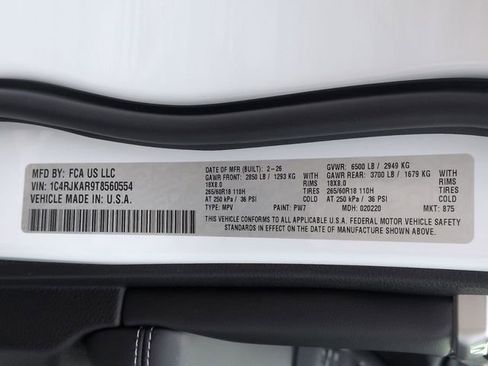 MFD BY: FCA US LLC
VIN: 1C4RJKAR9T8560554
VEHICLE MADE IN: U.S.A.
DATE OF MFR (BUILT): 2-26 GVWR: 6500 LB / 2949 KG
GAWR FRONT: 2850 LB / 1293 KG WITH GAWR REAR: 3700 LB / 1679 KG WITH
18X8.0 RIMS 18X8.0 RIMS
265/60R18 110H TIRES 265/60R18 110H TIRES
AT 250 kPa / 36 PSI COLD AT 250 kPa / 36 PSI COLD
TYPE: MPV PAINT: PW7 MDH: 020220 MKT: 875
THIS VEHICLE CONFORMS TO ALL APPLICABLE U.S.A. FEDERAL MOTOR VEHICLE SAFETY
STANDARDS IN EFFECT ON THE DATE OF MANUFACTURE SHOWN ABOVE.